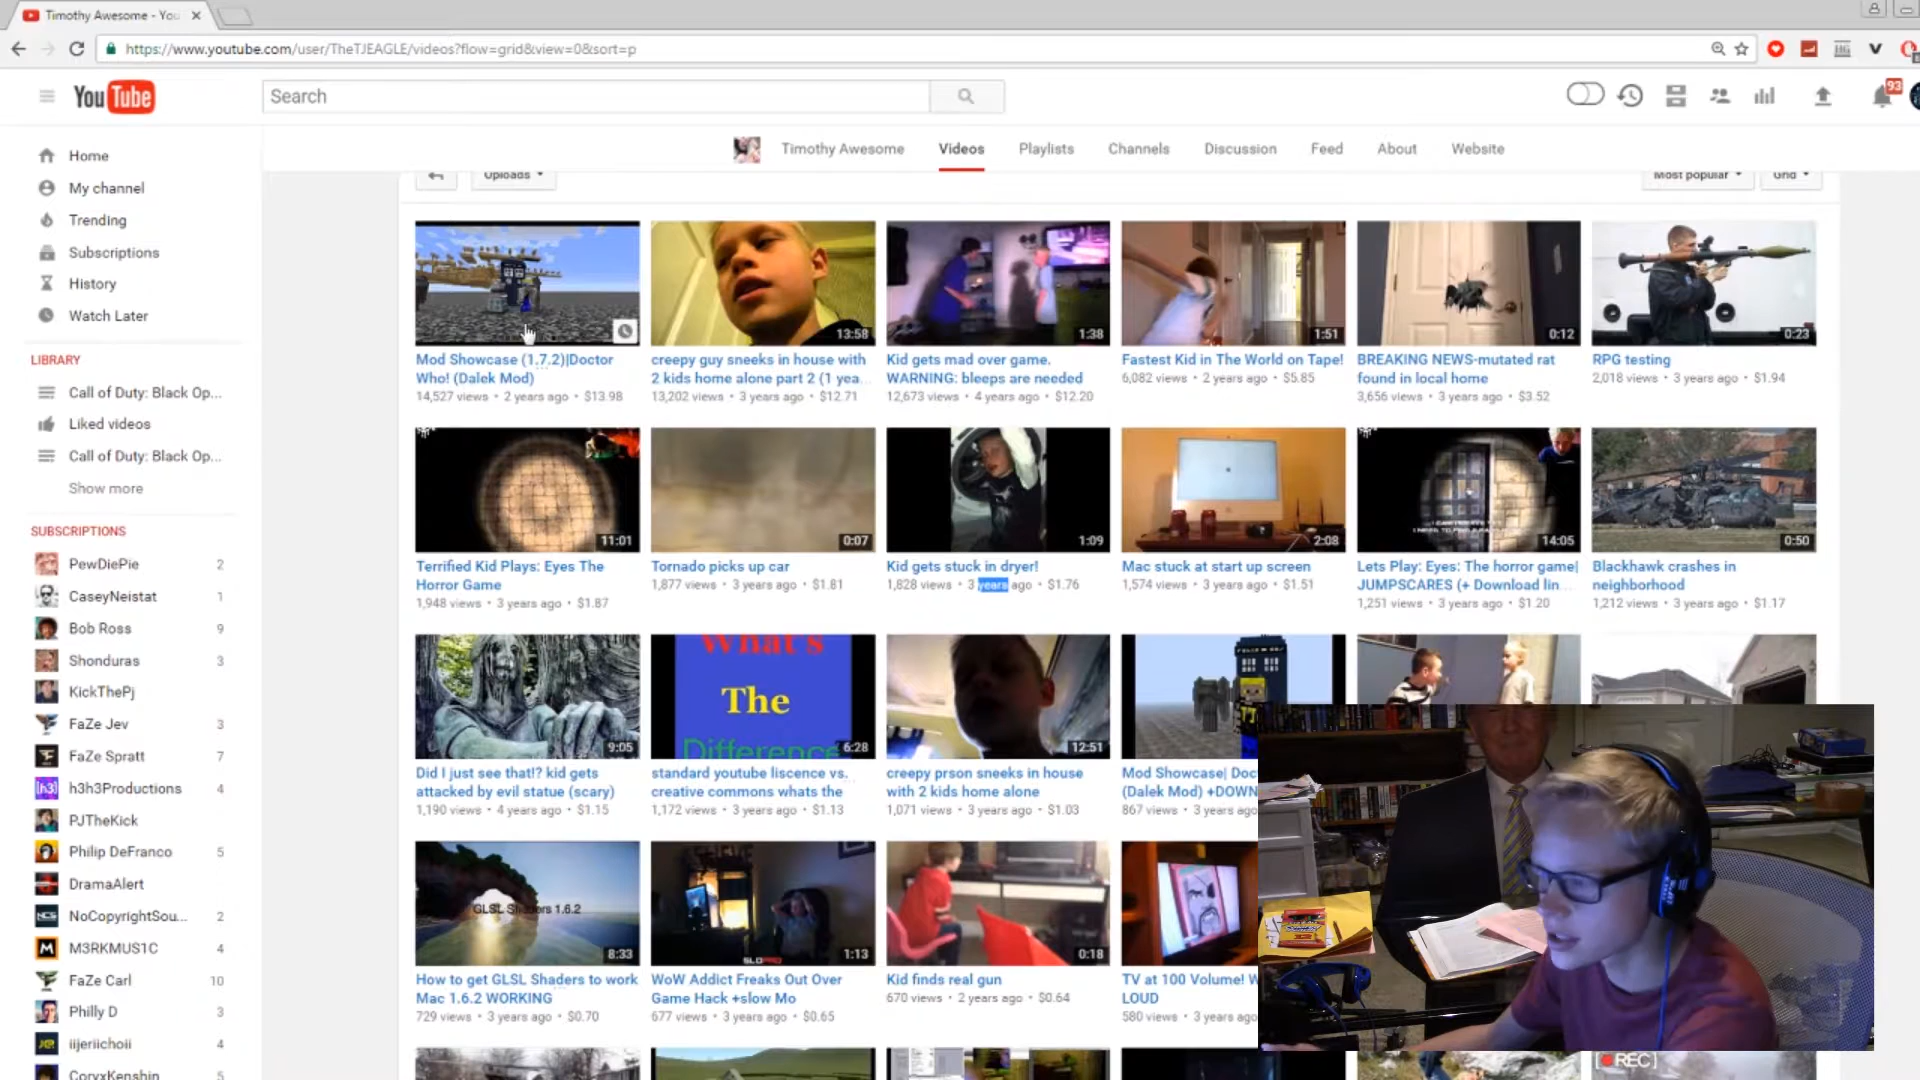 Timothy Awesome - You
https://www.youtube.com/user/TheTJEAGLE/videos?flow=grid&view=0&sort=p
YouTube
Search
93
Timothy Awesome
Videos
Playlists
Channels
Discussion
Feed
About
Website
Uploads
Most popular
Grid
Home
My channel
Trending
Subscriptions
History
Watch Later
LIBRARY
Call of Duty: Black Op...
Liked videos
Call of Duty: Black Op...
Show more
SUBSCRIPTIONS
PewDiePie 2
CaseyNeistat 1
Bob Ross 9
Shonduras 3
KickThePj
FaZe Jev 3
FaZe Spratt 7
h3h3Productions 4
PJTheKick
Philip DeFranco 5
DramaAlert
NoCopyrightSou... 2
M3RKMUS1C 4
FaZe Carl 10
Philly D 3
iijeriichoii 4
CoryxKenshin 5
Mod Showcase (1.7.2)|Doctor
Who! (Dalek Mod)
14,527 views • 2 years ago • $13.98
13:58
creepy guy sneeks in house with
2 kids home alone part 2 (1 yea...
13,202 views • 3 years ago • $12.71
1:38
Kid gets mad over game.
WARNING: bleeps are needed
12,673 views • 4 years ago • $12.20
1:51
Fastest Kid in The World on Tape!
6,082 views • 2 years ago • $5.85
0:12
BREAKING NEWS-mutated rat
found in local home
3,656 views • 3 years ago • $3.52
0:23
RPG testing
2,018 views • 3 years ago • $1.94
11:01
Terrified Kid Plays: Eyes The
Horror Game
1,948 views • 3 years ago • $1.87
0:07
Tornado picks up car
1,877 views • 3 years ago • $1.81
1:09
Kid gets stuck in dryer!
1,828 views • 3 years ago • $1.76
2:08
Mac stuck at start up screen
1,574 views • 3 years ago • $1.51
14:05
Lets Play: Eyes: The horror game|
JUMPSCARES (+ Download lin...
1,251 views • 3 years ago • $1.20
0:50
Blackhawk crashes in
neighborhood
1,212 views • 3 years ago • $1.17
9:05
Did I just see that!? kid gets
attacked by evil statue (scary)
1,190 views • 4 years ago • $1.15
What's
The
Difference
6:28
standard youtube liscence vs.
creative commons whats the
1,172 views • 3 years ago • $1.13
12:51
creepy prson sneeks in house
with 2 kids home alone
1,071 views • 3 years ago • $1.03
Mod Showcase| Doc
(Dalek Mod) +DOWN
867 views • 3 years ago
GLSL Shaders 1.6.2
8:33
How to get GLSL Shaders to work
Mac 1.6.2 WORKING
729 views • 3 years ago • $0.70
1:13
WoW Addict Freaks Out Over
Game Hack +slow Mo
677 views • 3 years ago • $0.65
0:18
Kid finds real gun
670 views • 2 years ago • $0.64
TV at 100 Volume! W
LOUD
580 views • 3 years ago
REC